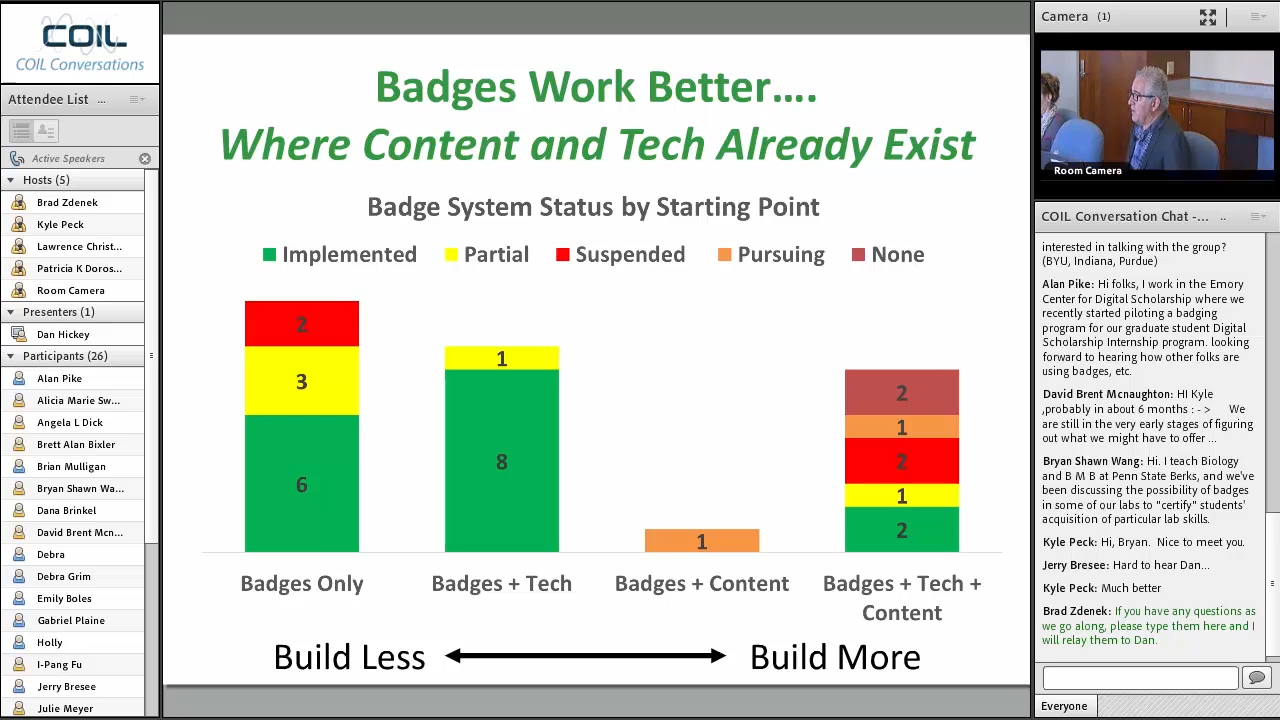 COIL
COIL Conversations
Attendee List ...
Active Speakers
Hosts (5)
Brad Zdenek
Kyle Peck
Lawrence Christ...
Patricia K Doros...
Room Camera
Presenters (1)
Dan Hickey
Participants (26)
Alan Pike
Alicia Marie Sw...
Angela L Dick
Brett Alan Bixler
Brian Mulligan
Bryan Shawn Wa...
Dana Brinkel
David Brent Mcn...
Debra
Debra Grim
Emily Boles
Gabriel Plaine
Holly
I-Pang Fu
Jerry Bresee
Julie Meyer
Badges Work Better....
Where Content and Tech Already Exist
Badge System Status by Starting Point
Implemented Partial Suspended Pursuing None
2
3
6
1
8
1
2
1
2
1
2
Badges Only Badges + Tech Badges + Content Badges + Tech +
Content
Build Less Build More
Camera (1)
Room Camera
COIL Conversation Chat -... ..
interested in talking with the group?
(BYU, Indiana, Purdue)
Alan Pike: Hi folks, I work in the Emory
Center for Digital Scholarship where we
recently started piloting a badging
program for our graduate student Digital
Scholarship Internship program. looking
forward to hearing how other folks are
using badges, etc.
David Brent Mcnaughton: HI Kyle
,probably in about 6 months : - > We
are still in the very early stages of figuring
out what we might have to offer ...
Bryan Shawn Wang: Hi. I teach Biology
and B M B at Penn State Berks, and we've
been discussing the possibility of badges
in some of our labs to "certify" students'
acquisition of particular lab skills.
Kyle Peck: Hi, Bryan. Nice to meet you.
Jerry Bresee: Hard to hear Dan...
Kyle Peck: Much better
Brad Zdenek: If you have any questions as
we go along, please type them here and I
will relay them to Dan.
Everyone